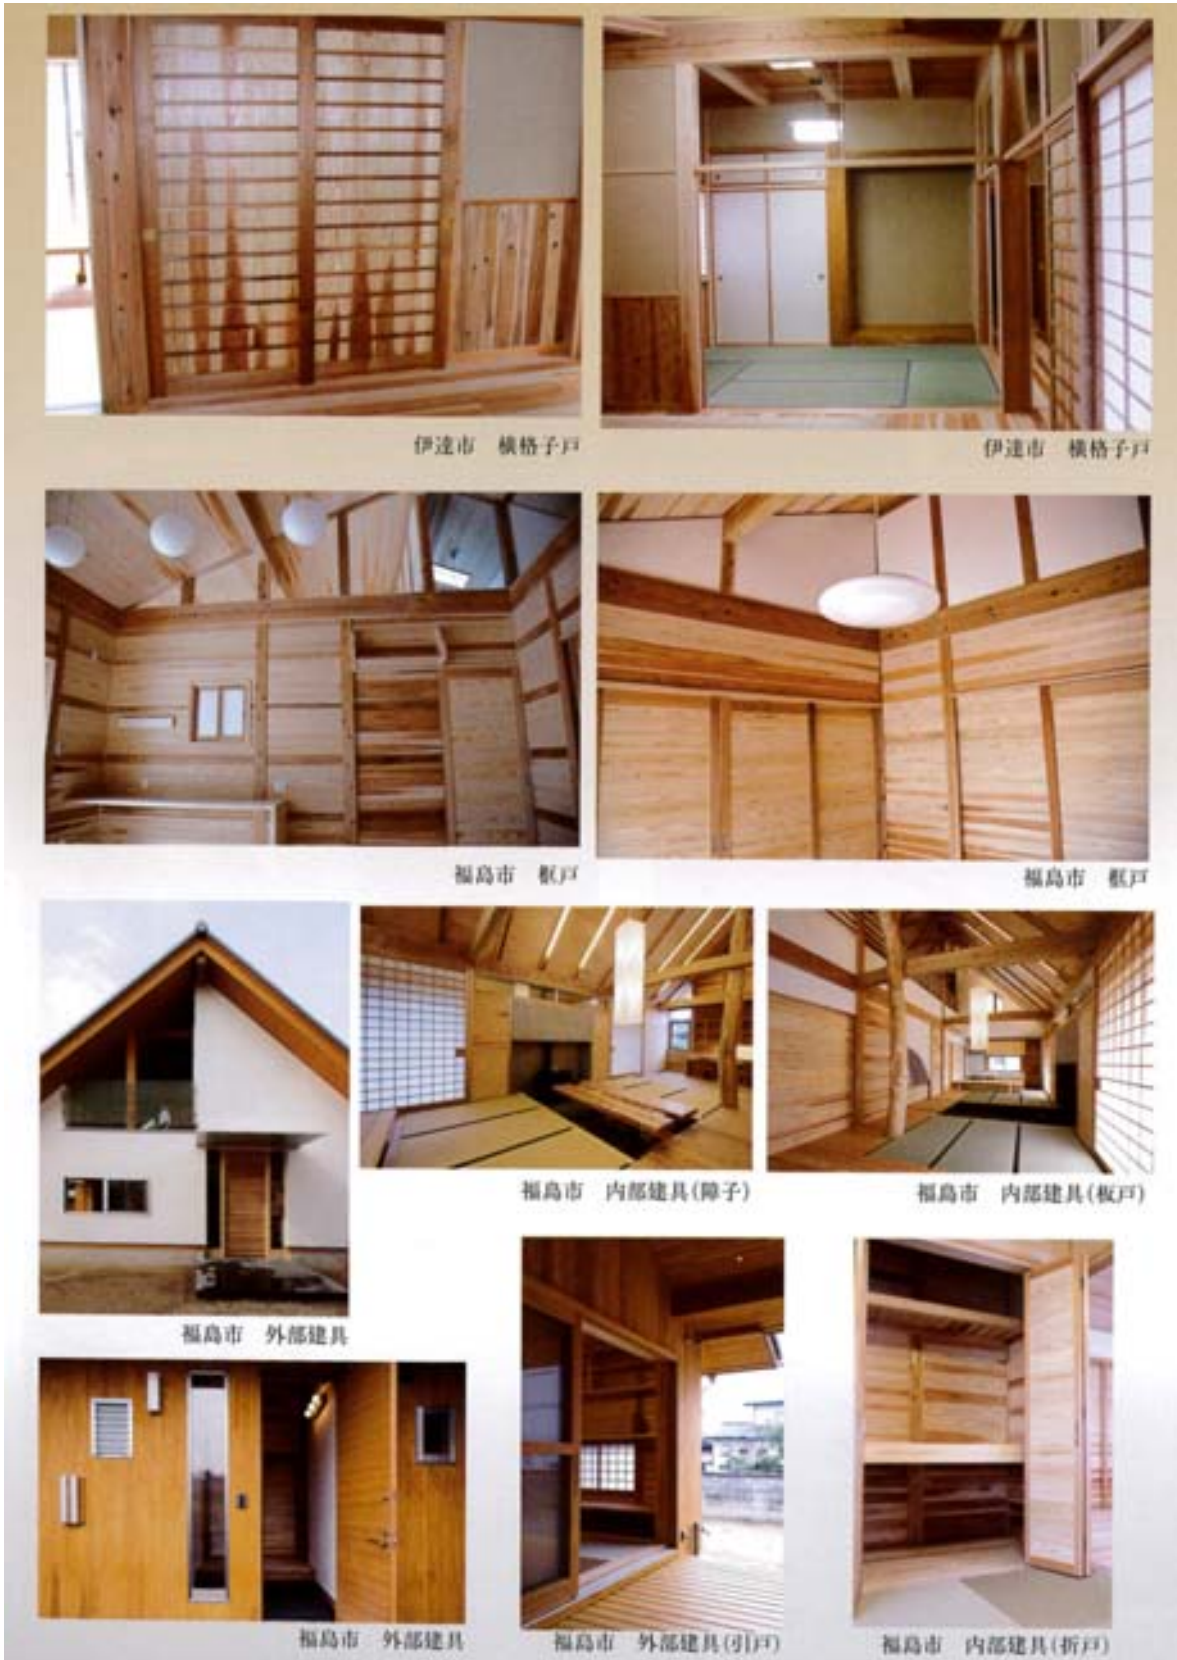 伊達市　横格子戸
伊達市　横格子戸
福島市　框戸
福島市　框戸
福島市　内部建具(障子)
福島市　内部建具(板戸)
福島市　外部建具
福島市　外部建具
福島市　外部建具(引戸)
福島市　内部建具(折戸)